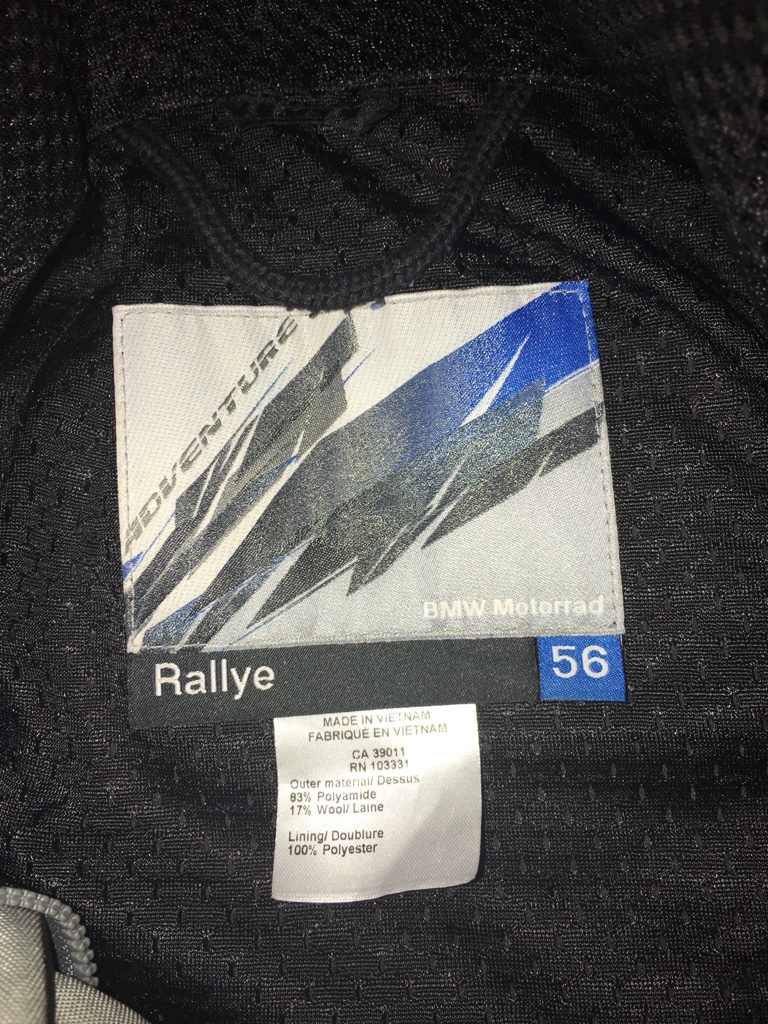 ADVENTURE
BMW Motorrad
Rallye
56
MADE IN VIETNAM
FABRIQUE EN VIETNAM
CA 39011
RN 103331
Outer material/ Dessus
83% Polyamide
17% Wool/ Laine
Lining/ Doublure
100% Polyester